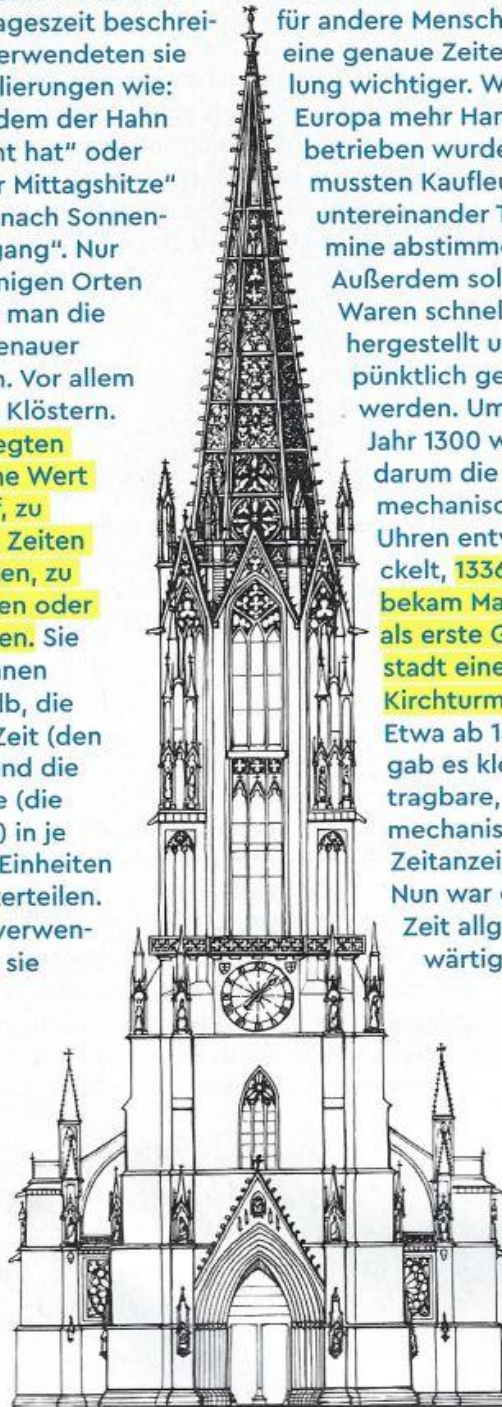 ageszeit beschrei-
erwendeten sie
lierungen wie:
dem der Hahn
ht hat“ oder
r Mittagshitze“
nach Sonnen-
gang“. Nur
nigen Orten
man die
enauer
n. Vor allem
Klöstern.
egten
he Wert
f, zu
Zeiten
en, zu
en oder
en. Sie
nnen
lb, die
Zeit (den
nd die
e (die
) in je
Einheiten
erteilen.
verwen-
sie
für andere Mensch
eine genaue Zeite
lung wichtiger. W
Europa mehr Han
betrieben wurde
mussten Kaufleu
untereinander T
mine abstimme
Außerdem sol
Waren schnel
hergestellt u
pünktlich ge
werden. Um
Jahr 1300 w
darum die
mechanisc
Uhren entw
ckelt, 1336
bekam Ma
als erste G
stadt eine
Kirchturm
Etwa ab 1
gab es kle
tragbare,
mechanis
Zeitanzei
Nun war
Zeit allg
wärtig